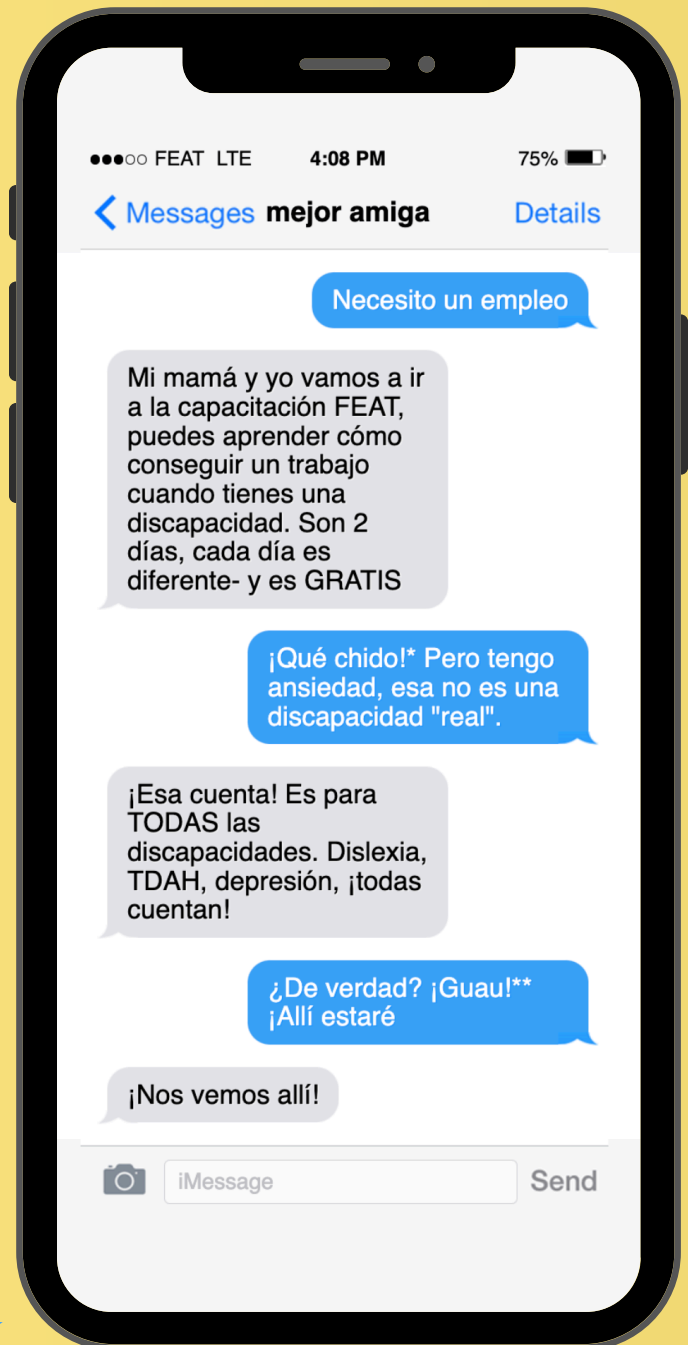 ●●●○○ FEAT LTE 4:08 PM 75%
Messages mejor amiga Details
Necesito un empleo
Mi mamá y yo vamos a ir
a la capacitación FEAT,
puedes aprender cómo
conseguir un trabajo
cuando tienes una
discapacidad. Son 2
días, cada día es
diferente- y es GRATIS
¡Qué chido!* Pero tengo
ansiedad, esa no es una
discapacidad "real".
¡Esa cuenta! Es para
TODAS las
discapacidades. Dislexia,
TDAH, depresión, ¡todas
cuentan!
¿De verdad? ¡Guau!**
¡Allí estaré
¡Nos vemos allí!
iMessage Send